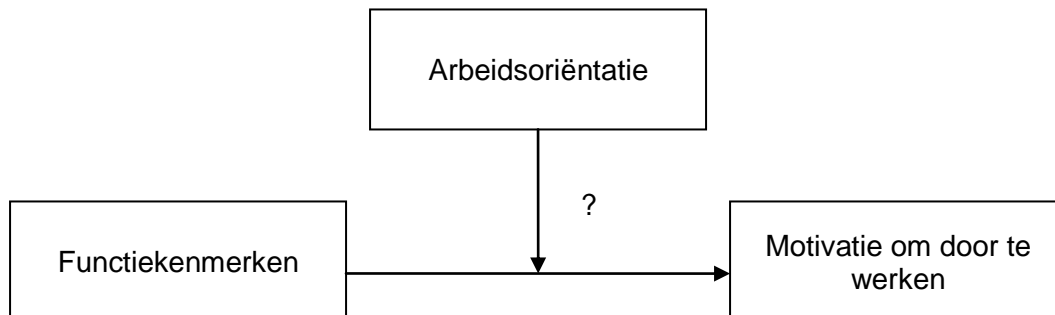 Arbeidsoriëntatie
?
Functiekenmerken
Motivatie om door te
werken